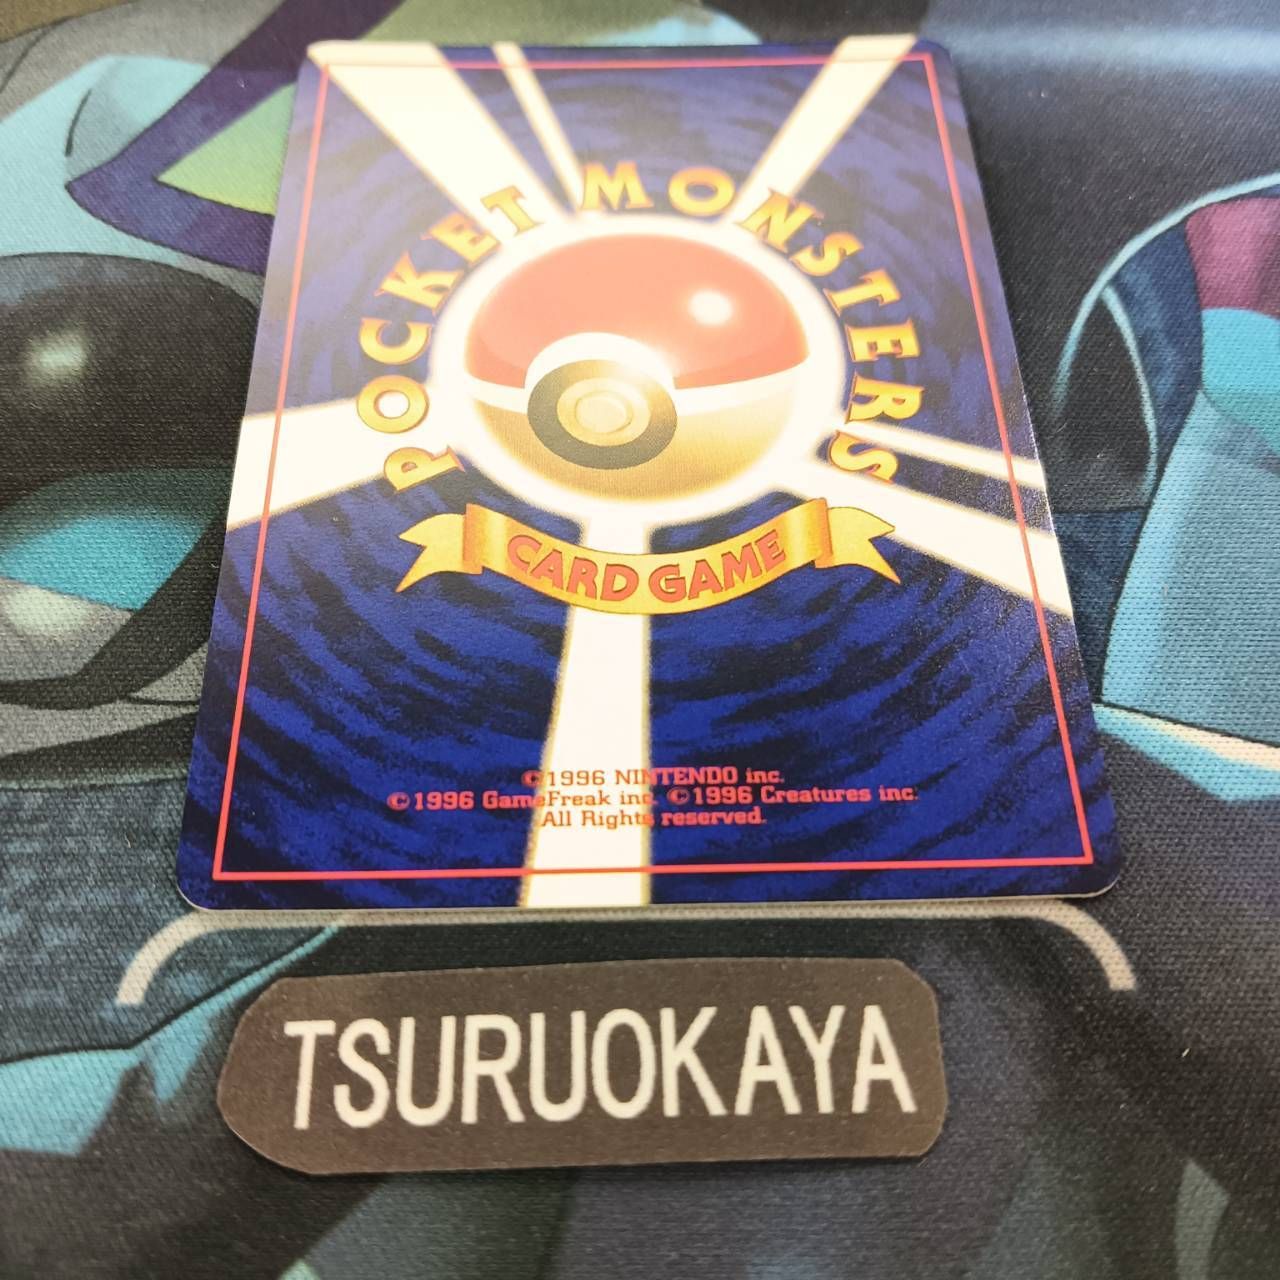 POCKET MONSTERS
CARD GAME
©1996 NINTENDO inc.
©1996 GameFreak inc. ©1996 Creatures inc.
All Rights reserved.
TSURUOKAYA